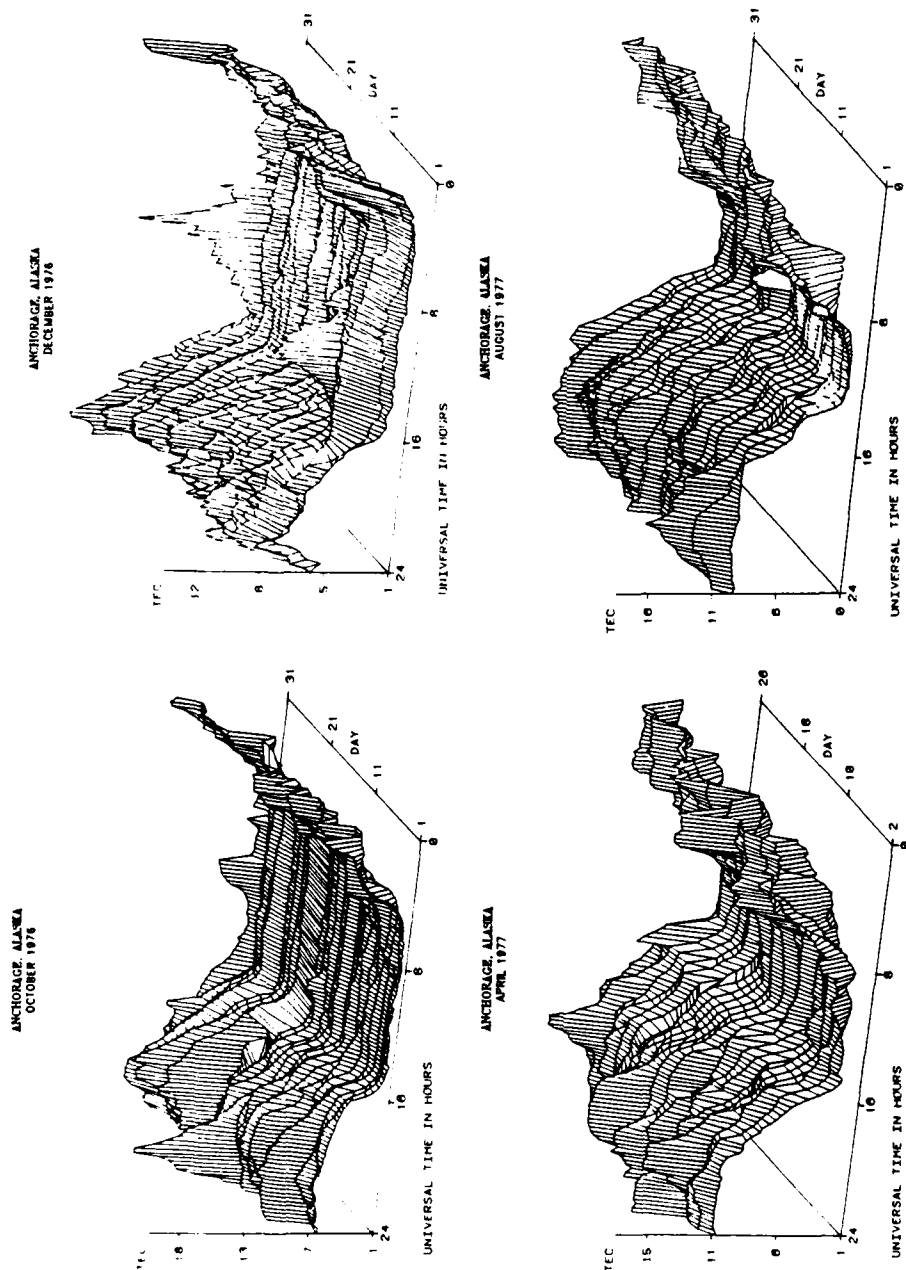 ANCHORAGE, ALASKA
OCTOBER 1976
TEC
18
13
7
1
24
16
8
0
UNIVERSAL TIME IN HOURS
1
11
21
31
DAY
ANCHORAGE, ALASKA
DECEMBER 1976
TEC
12
8
5
1
24
16
8
0
UNIVERSAL TIME IN HOURS
1
11
21
31
DAY
ANCHORAGE, ALASKA
APRIL 1977
TEC
15
11
6
1
24
16
8
0
UNIVERSAL TIME IN HOURS
2
10
18
26
DAY
ANCHORAGE, ALASKA
AUGUST 1977
TEC
16
11
6
0
24
16
8
0
UNIVERSAL TIME IN HOURS
1
11
21
31
DAY